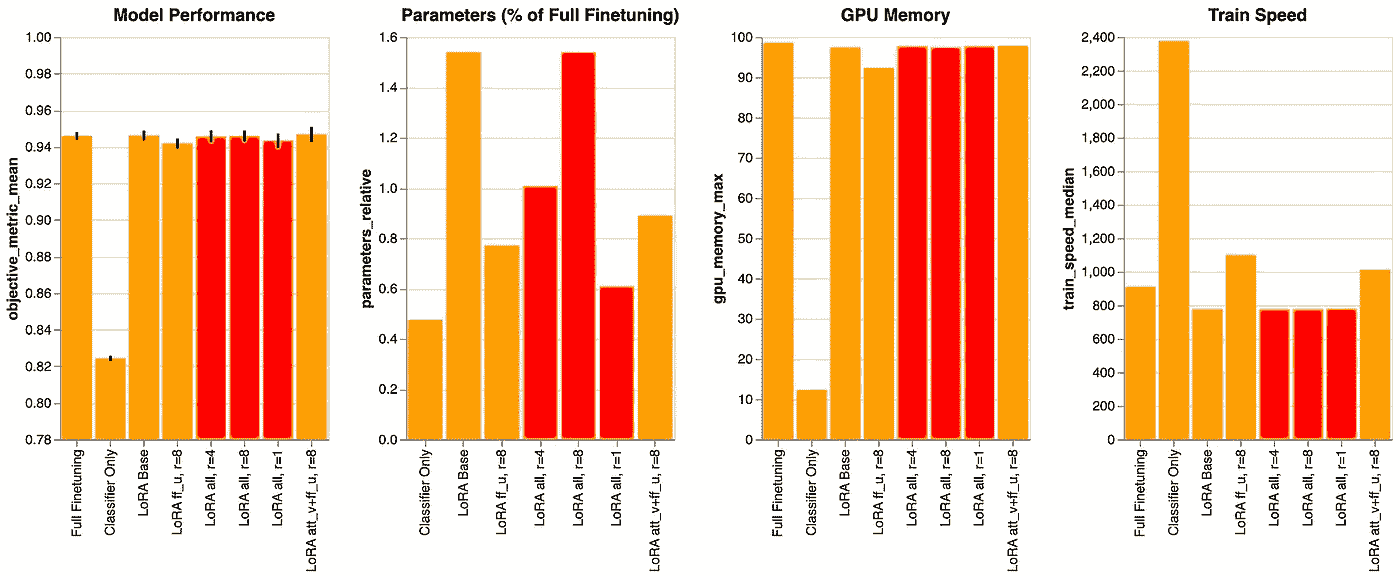 Model Performance
objective_metric_mean
1.00
0.98
0.96
0.94
0.92
0.90
0.88
0.86
0.84
0.82
0.80
0.78
Full Finetuning
Classifier Only
LoRA Base
LoRA ff_u, r=8
LoRA all, r=4
LoRA all, r=8
LoRA all, r=1
LoRA att_v+ff_u, r=8
Parameters (% of Full Finetuning)
parameters_relative
1.6
1.4
1.2
1.0
0.8
0.6
0.4
0.2
0.0
Classifier Only
LoRA Base
LoRA ff_u, r=8
LoRA all, r=4
LoRA all, r=8
LoRA all, r=1
LoRA att_v+ff_u, r=8
GPU Memory
gpu_memory_max
100
90
80
70
60
50
40
30
20
10
0
Full Finetuning
Classifier Only
LoRA Base
LoRA ff_u, r=8
LoRA all, r=4
LoRA all, r=8
LoRA all, r=1
LoRA att_v+ff_u, r=8
Train Speed
train_speed_median
2,400
2,200
2,000
1,800
1,600
1,400
1,200
1,000
800
600
400
200
0
Full Finetuning
Classifier Only
LoRA Base
LoRA ff_u, r=8
LoRA all, r=4
LoRA all, r=8
LoRA all, r=1
LoRA att_v+ff_u, r=8